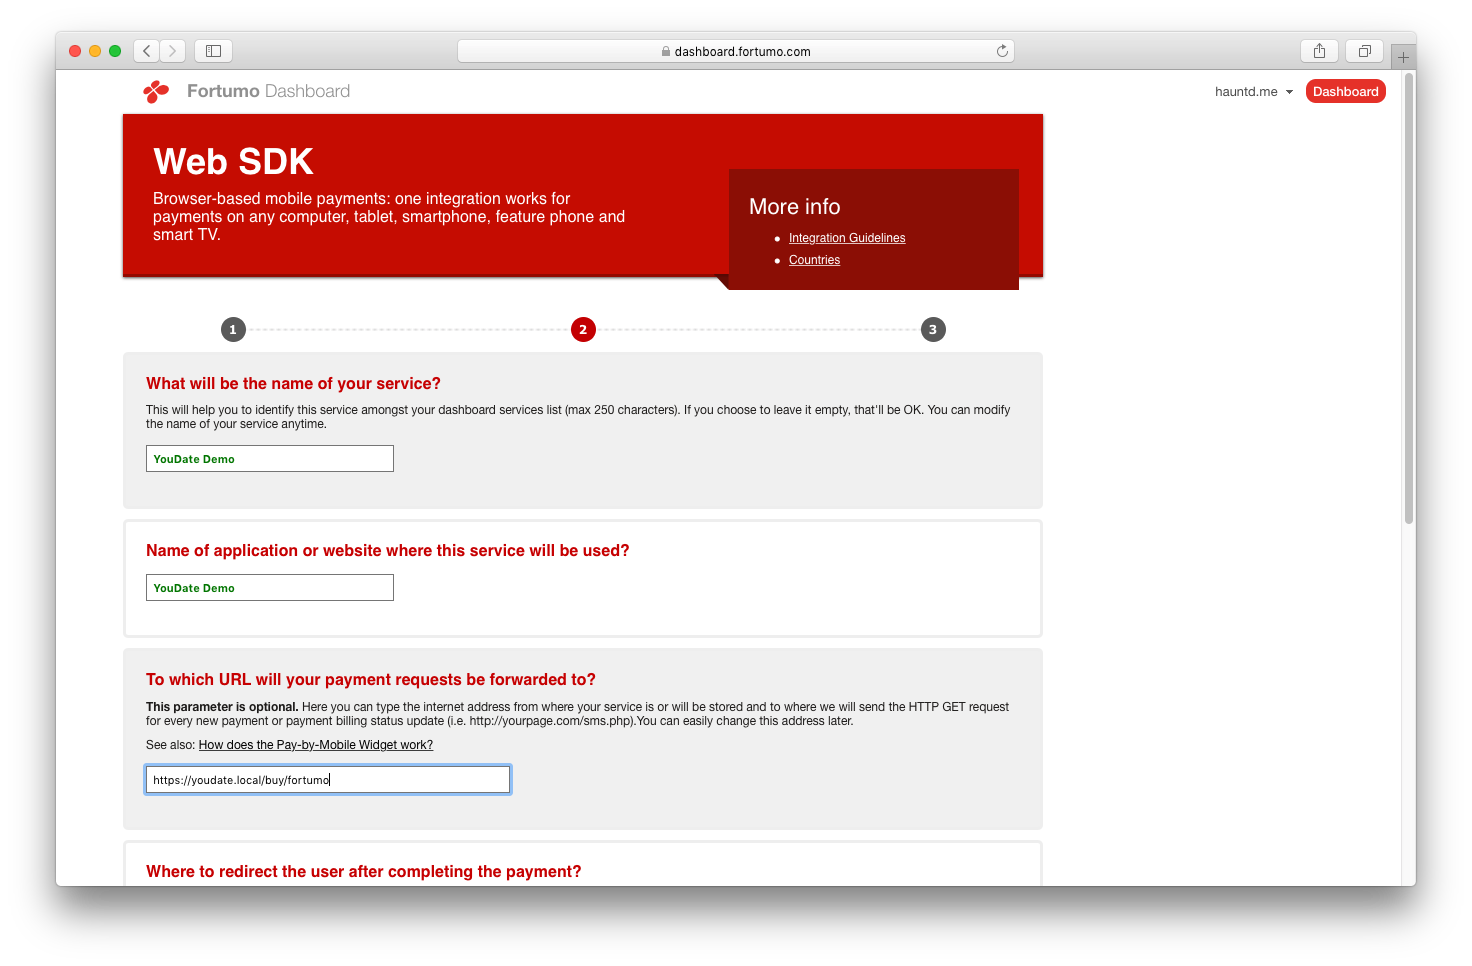 dashboard.fortumo.com
Fortumo Dashboard
hauntd.me
Dashboard
Web SDK
Browser-based mobile payments: one integration works for
payments on any computer, tablet, smartphone, feature phone and
smart TV.
More info
Integration Guidelines
Countries
1
2
3
What will be the name of your service?
This will help you to identify this service amongst your dashboard services list (max 250 characters). If you choose to leave it empty, that'll be OK. You can modify
the name of your service anytime.
YouDate Demo
Name of application or website where this service will be used?
YouDate Demo
To which URL will your payment requests be forwarded to?
This parameter is optional. Here you can type the internet address from where your service is or will be stored and to where we will send the HTTP GET request
for every new payment or payment billing status update (i.e. http://yourpage.com/sms.php).You can easily change this address later.
See also: How does the Pay-by-Mobile Widget work?
https://youdate.local/buy/fortumo
Where to redirect the user after completing the payment?